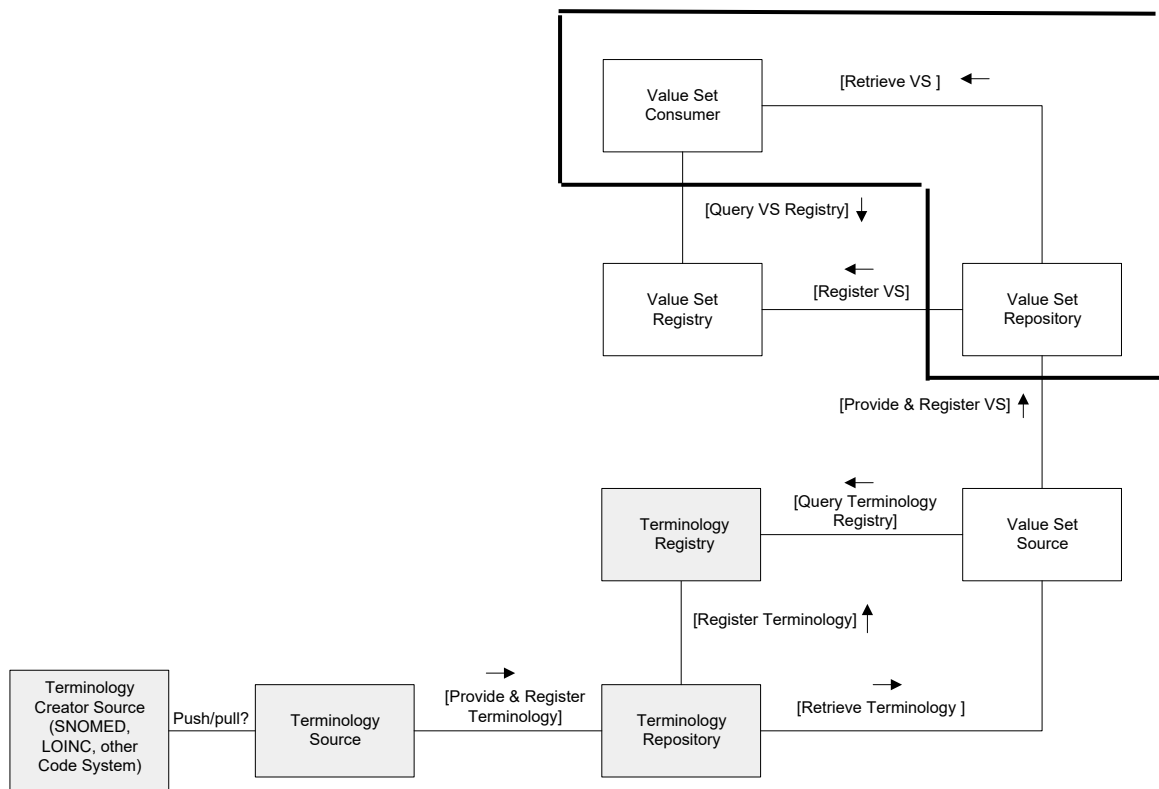 Value Set
Consumer
[Retrieve VS ]
[Query VS Registry]
Value Set
Registry
[Register VS]
Value Set
Repository
[Provide & Register VS]
Terminology
Registry
[Query Terminology
Registry]
Value Set
Source
[Register Terminology]
Terminology
Creator Source
(SNOMED,
LOINC, other
Code System)
Push/pull?
Terminology
Source
[Provide & Register
Terminology]
Terminology
Repository
[Retrieve Terminology ]